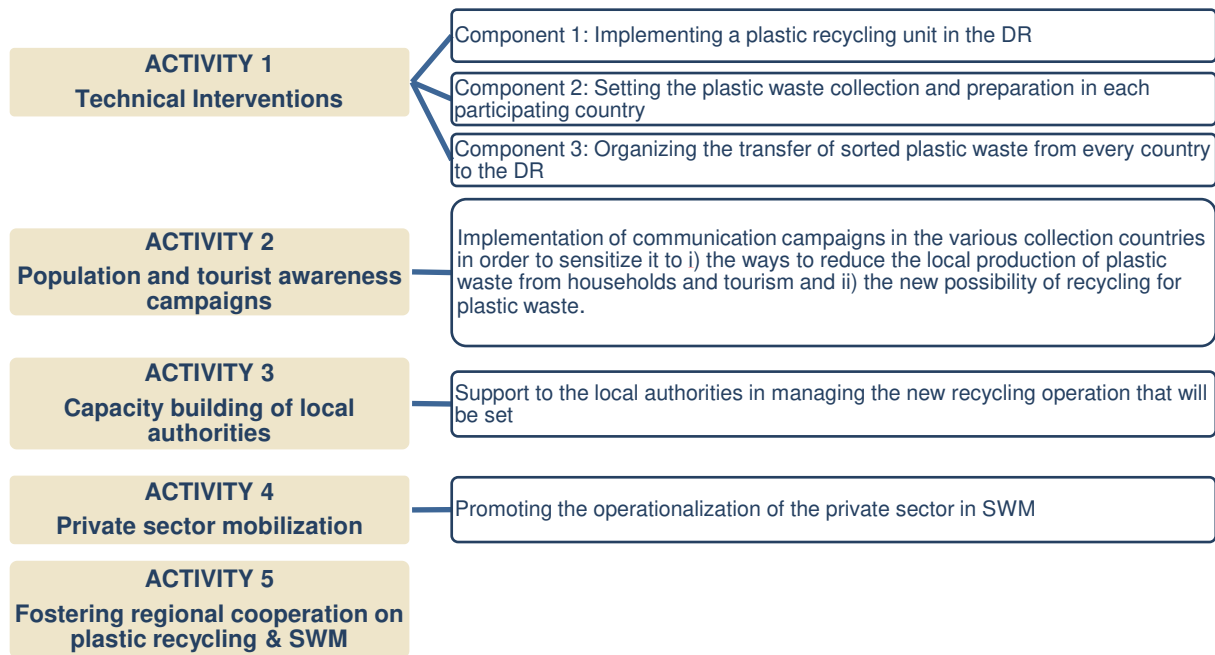 ACTIVITY 1
Technical Interventions
Component 1: Implementing a plastic recycling unit in the DR
Component 2: Setting the plastic waste collection and preparation in each
participating country
Component 3: Organizing the transfer of sorted plastic waste from every country
to the DR
ACTIVITY 2
Population and tourist awareness
campaigns
Implementation of communication campaigns in the various collection countries
in order to sensitize it to i) the ways to reduce the local production of plastic
waste from households and tourism and ii) the new possibility of recycling for
plastic waste.
ACTIVITY 3
Capacity building of local
authorities
Support to the local authorities in managing the new recycling operation that will
be set
ACTIVITY 4
Private sector mobilization
Promoting the operationalization of the private sector in SWM
ACTIVITY 5
Fostering regional cooperation on
plastic recycling & SWM